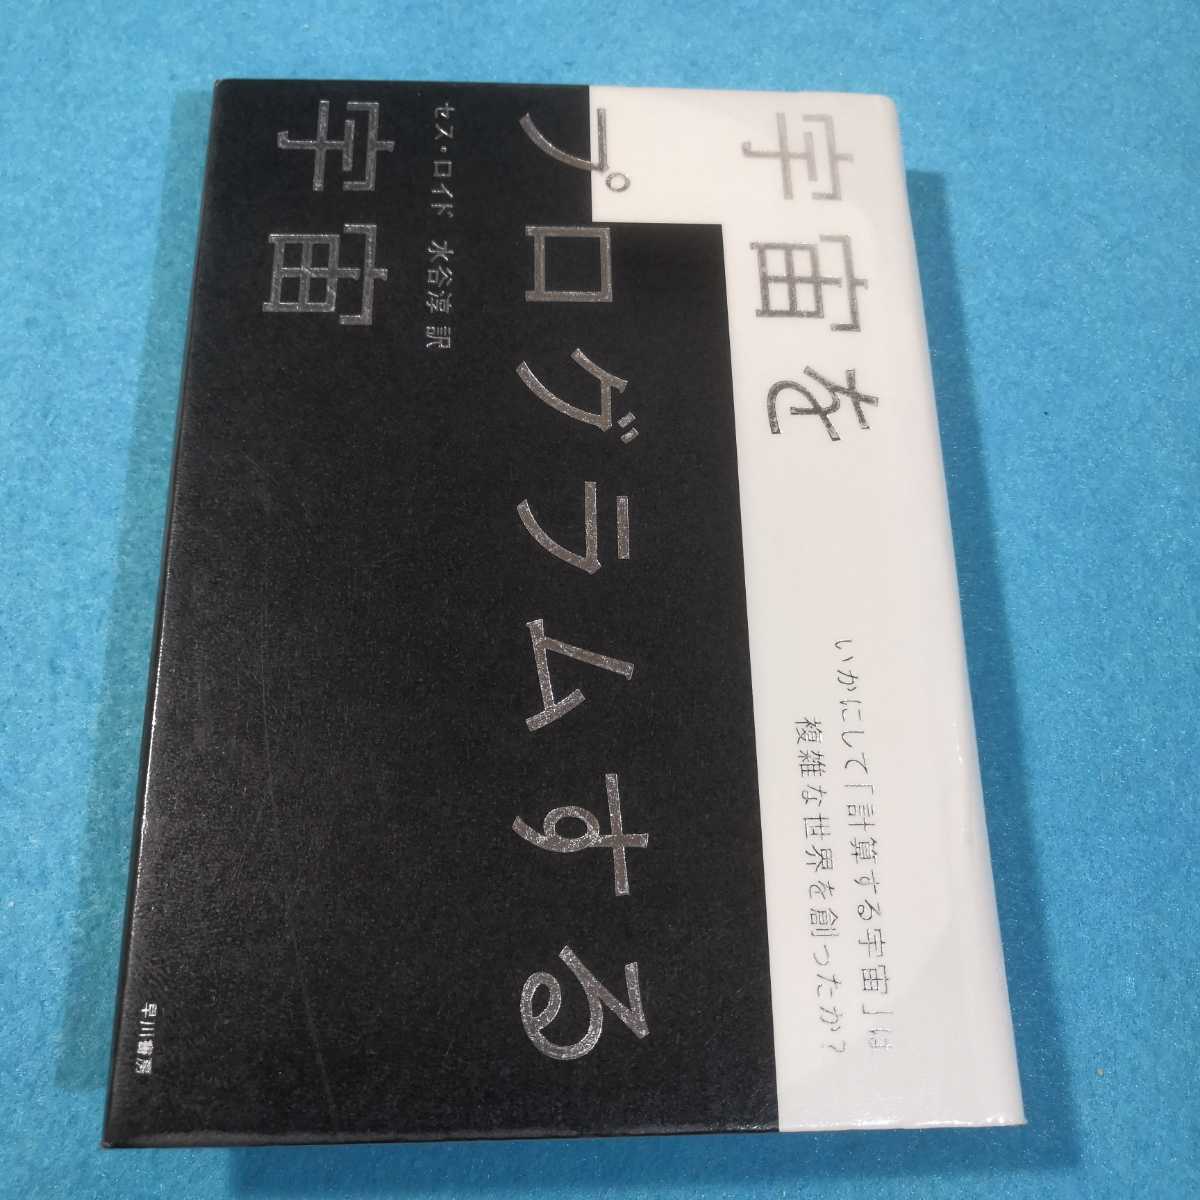 宇宙を
プログラムする
宇宙
いかにして「計算する宇宙」は
複雑な世界を創ったか？
セス・ロイド 水谷淳訳
早川書房